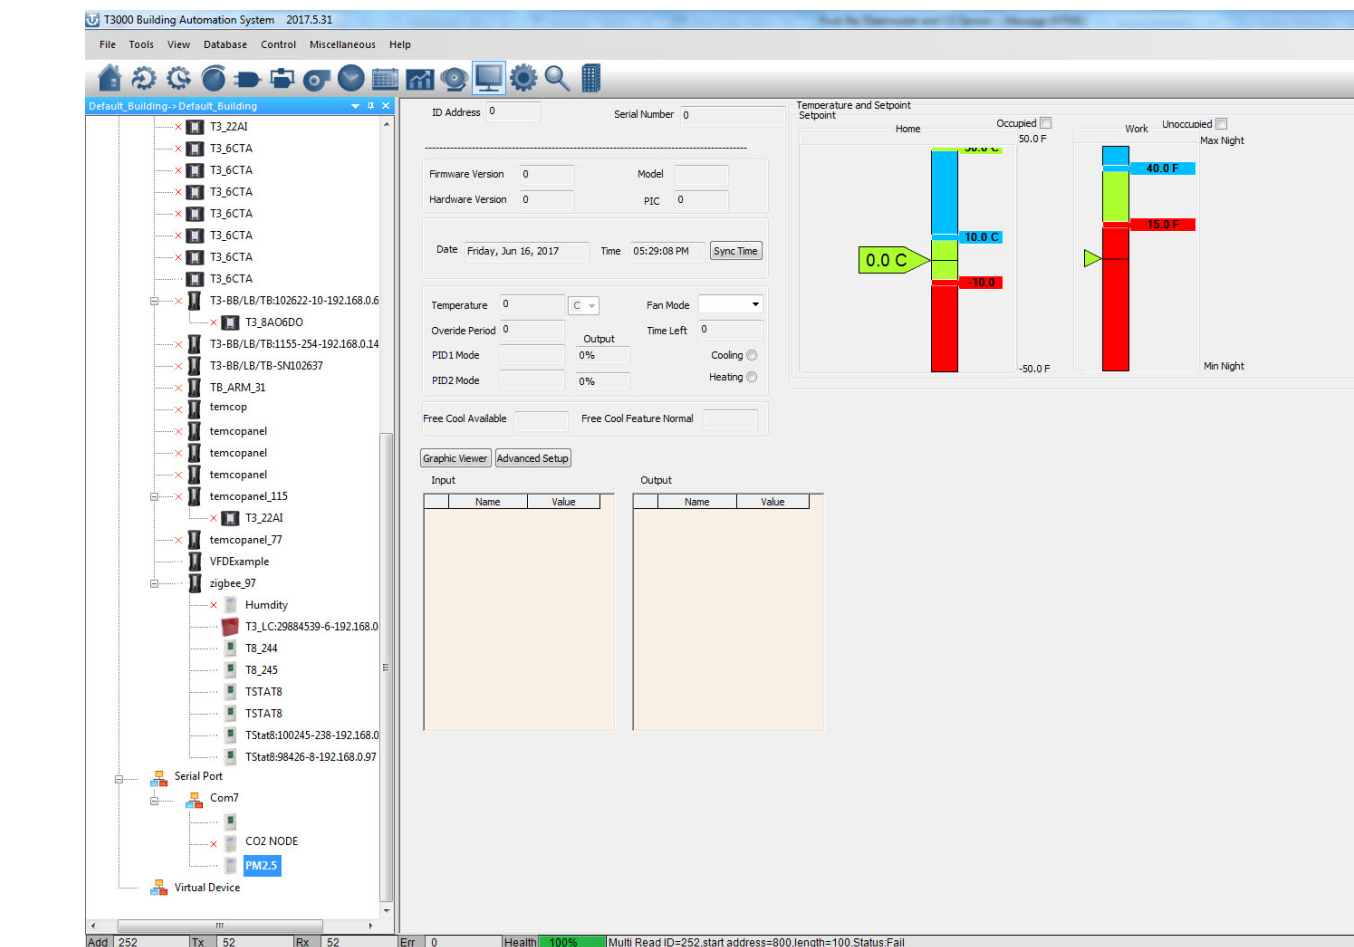 T3000 Building Automation System 2017.5.31
File Tools View Database Control Miscellaneous Help
Default_Building->Default_Building
T3_22AI
T3_6CTA
T3_6CTA
T3_6CTA
T3_6CTA
T3_6CTA
T3_6CTA
T3_6CTA
T3-BB/LB/TB:102622-10-192.168.0.6
T3_8AO6DO
T3-BB/LB/TB:1155-254-192.168.0.14
T3-BB/LB/TB-SN102637
TB_ARM_31
temcop
temcopanel
temcopanel
temcopanel
temcopanel_115
T3_22AI
temcopanel_77
VFDExample
zigbee_97
Humdity
T3_LC:29884539-6-192.168.0
T8_244
T8_245
TSTAT8
TSTAT8
TStat8:100245-238-192.168.0
TStat8:98426-8-192.168.0.97
Serial Port
Com7
CO2 NODE
PM2.5
Virtual Device
ID Address 0 Serial Number 0
Firmware Version 0 Model
Hardware Version 0 PIC 0
Date Friday, Jun 16, 2017 Time 05:29:08 PM Sync Time
Temperature 0 C Fan Mode
Overide Period 0 Time Left 0
Output
PID1 Mode 0% Cooling
PID2 Mode 0% Heating
Free Cool Available Free Cool Feature Normal
Graphic Viewer Advanced Setup
Input Output
Name Value Name Value
Temperature and Setpoint
Setpoint
Home Occupied Work Unoccupied
50.0 F Max Night
40.0 F
15.0 F
10.0 C
0.0 C
-10.0
-50.0 F Min Night
Add 252 Tx 52 Rx 52 Err 0 Health 100% Multi Read ID=252,start address=800,length=100,Status:Fail